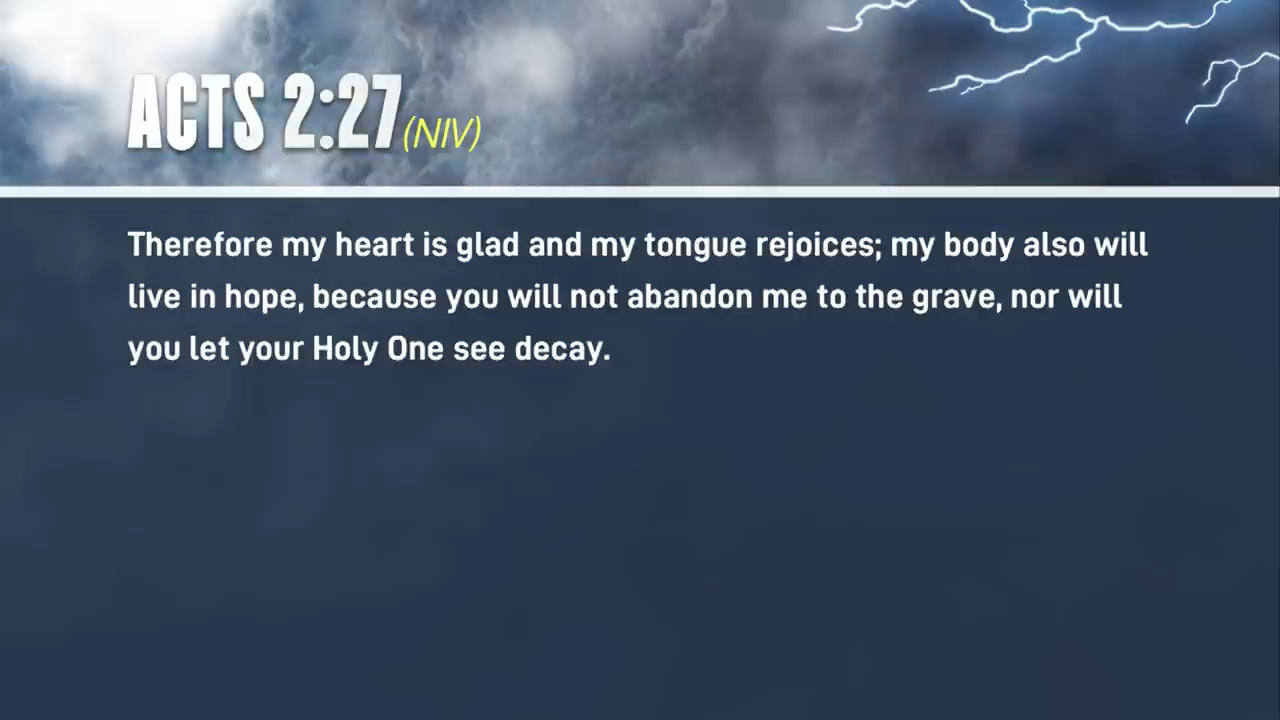 ACTS 2:27 (NIV)
Therefore my heart is glad and my tongue rejoices; my body also will
live in hope, because you will not abandon me to the grave, nor will
you let your Holy One see decay.